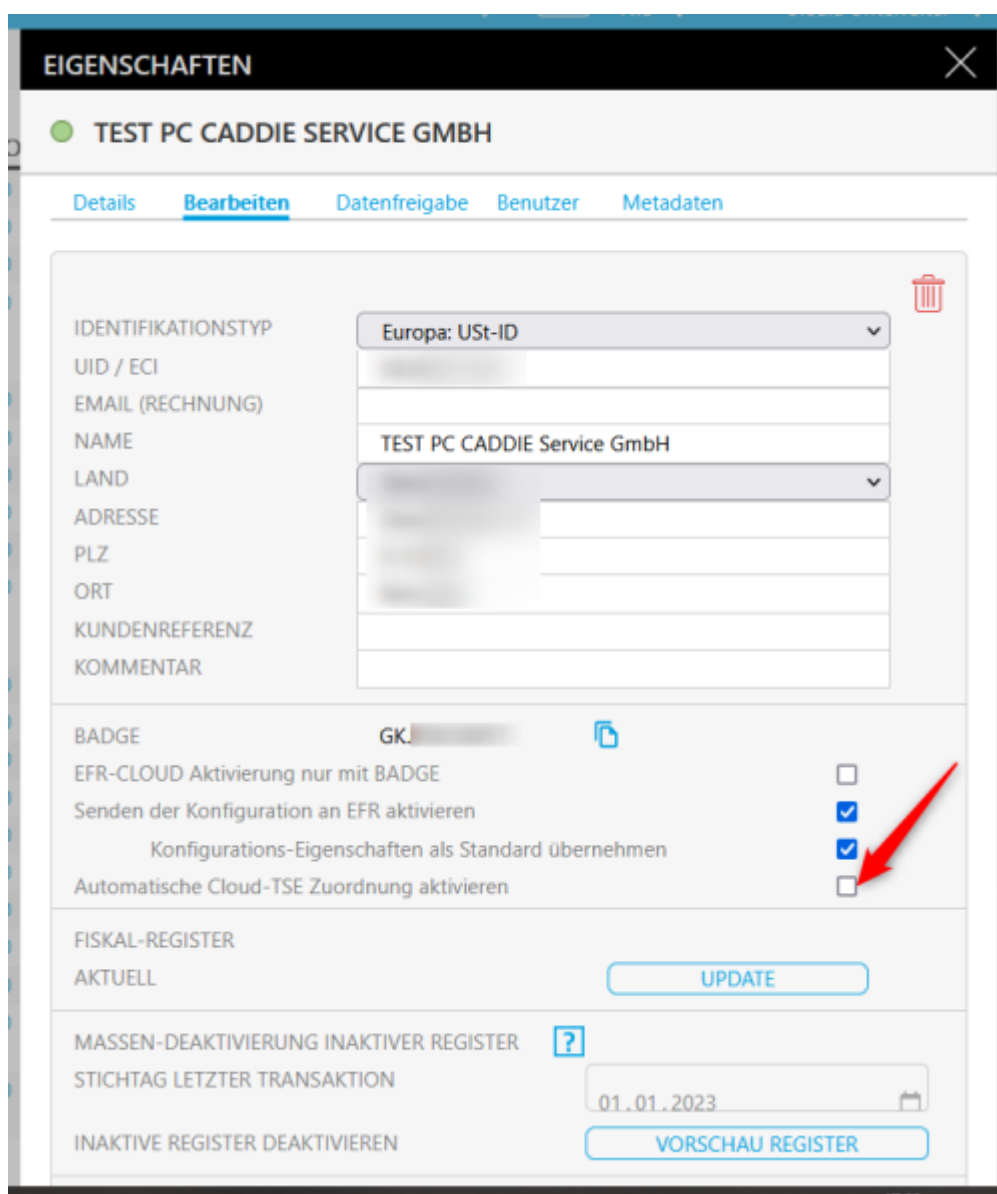 EIGENSCHAFTEN
TEST PC CADDIE SERVICE GMBH
Details Bearbeiten Datenfreigabe Benutzer Metadaten
IDENTIFIKATIONSTYP Europa: USt-ID
UID / ECI
EMAIL (RECHNUNG)
NAME TEST PC CADDIE Service GmbH
LAND
ADRESSE
PLZ
ORT
KUNDENREFERENZ
KOMMENTAR
BADGE GK.
EFR-CLOUD Aktivierung nur mit BADGE
Senden der Konfiguration an EFR aktivieren
Konfigurations-Eigenschaften als Standard übernehmen
Automatische Cloud-TSE Zuordnung aktivieren
FISKAL-REGISTER
AKTUELL UPDATE
MASSEN-DEAKTIVIERUNG INAKTIVER REGISTER ?
STICHTAG LETZTER TRANSAKTION
01.01.2023
INAKTIVE REGISTER DEAKTIVIEREN VORSCHAU REGISTER